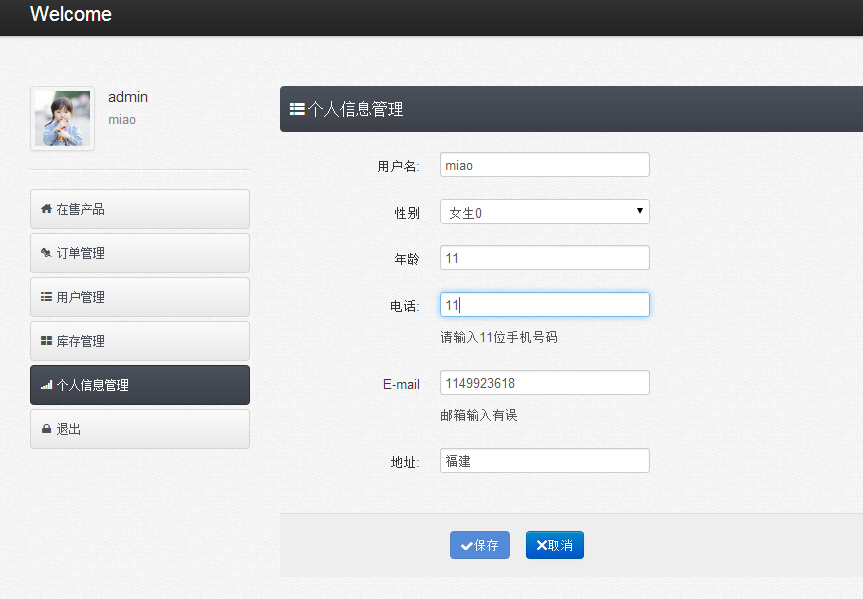 Welcome
admin
miao
在售产品
订单管理
用户管理
库存管理
个人信息管理
退出
个人信息管理
用户名: miao
性别 女生0
年龄 11
电话: 11
请输入11位手机号码
E-mail 1149923618
邮箱输入有误
地址: 福建
保存 取消